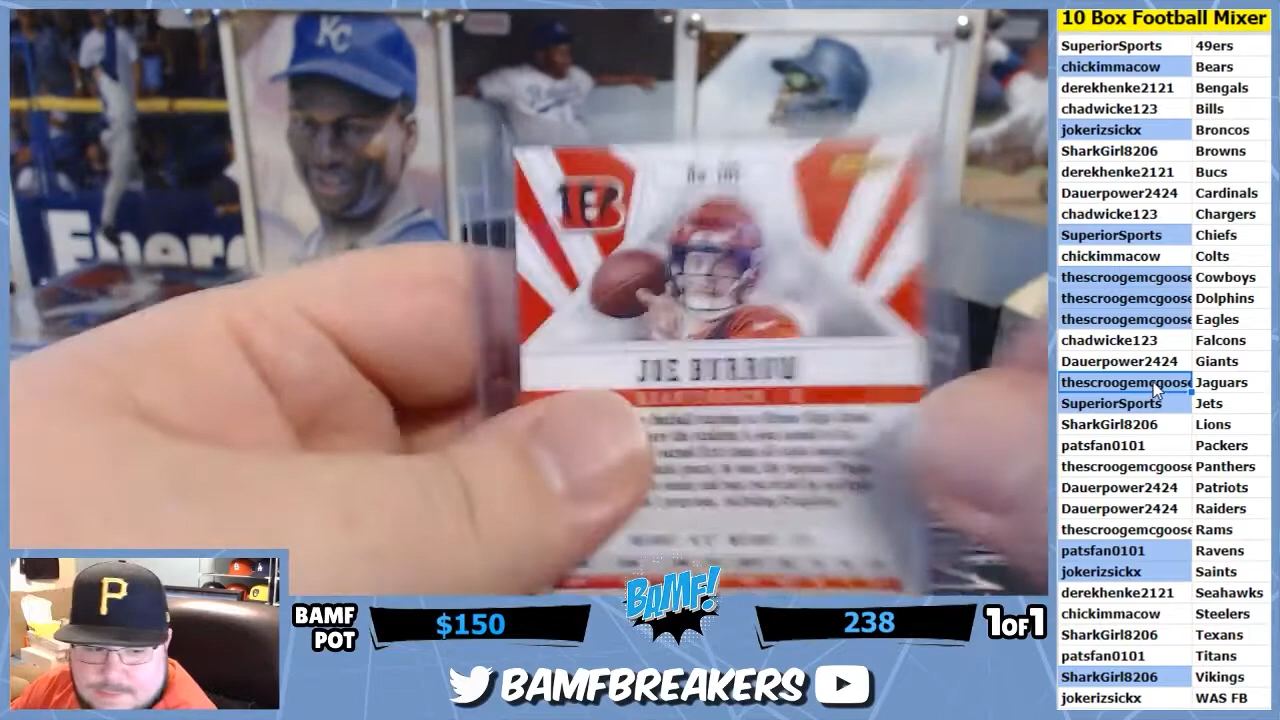 10 Box Football Mixer
SuperiorSports 49ers
chickimmacow Bears
derekhenke2121 Bengals
chadwicke123 Bills
jokerizsickx Broncos
SharkGirl8206 Browns
derekhenke2121 Bucs
Dauerpower2424 Cardinals
chadwicke123 Chargers
SuperiorSports Chiefs
chickimmacow Colts
thescroogemcgoose Cowboys
thescroogemcgoose Dolphins
thescroogemcgoose Eagles
chadwicke123 Falcons
Dauerpower2424 Giants
thescroogemcgoose Jaguars
SuperiorSports Jets
SharkGirl8206 Lions
patsfan0101 Packers
thescroogemcgoose Panthers
Dauerpower2424 Patriots
Dauerpower2424 Raiders
thescroogemcgoose Rams
patsfan0101 Ravens
jokerizsickx Saints
derekhenke2121 Seahawks
chickimmacow Steelers
SharkGirl8206 Texans
patsfan0101 Titans
SharkGirl8206 Vikings
jokerizsickx WAS FB
KC
JOE BURROW
P
BAMF POT
$150
BAMF!
238
1OF1
BAMFBREAKERS